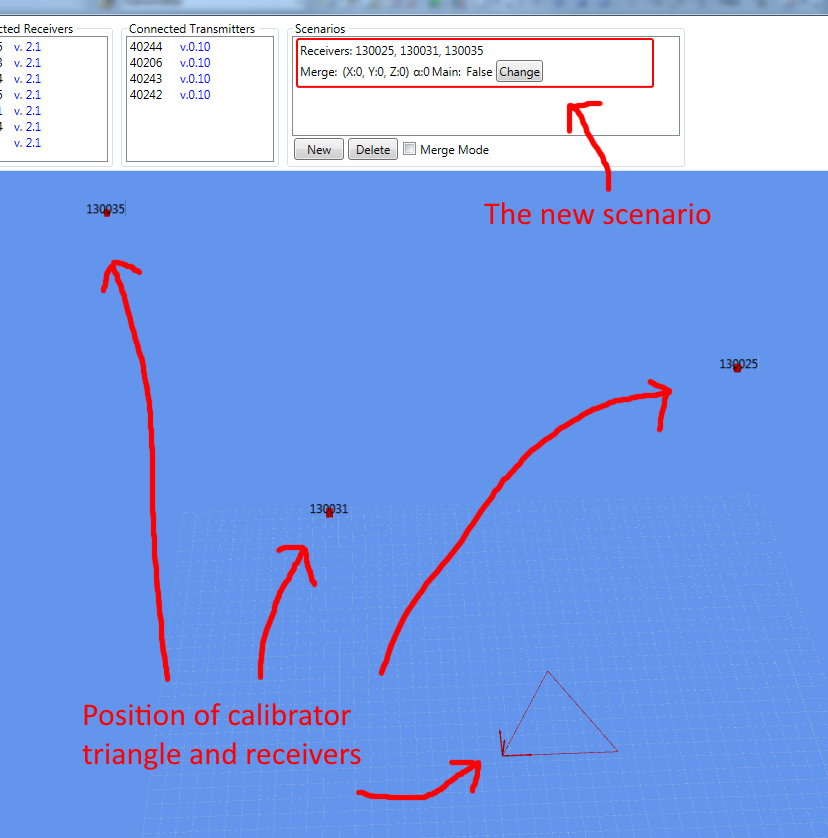 cted Receivers
Connected Transmitters
Scenarios
5 v. 2.1
3 v. 2.1
4 v. 2.1
5 v. 2.1
1 v. 2.1
4 v. 2.1
v. 2.1
40244 v.0.10
40206 v.0.10
40243 v.0.10
40242 v.0.10
Receivers: 130025, 130031, 130035
Merge: (X:0, Y:0, Z:0) α:0 Main: False Change
New Delete Merge Mode
The new scenario
130035
130025
130031
Position of calibrator
triangle and receivers